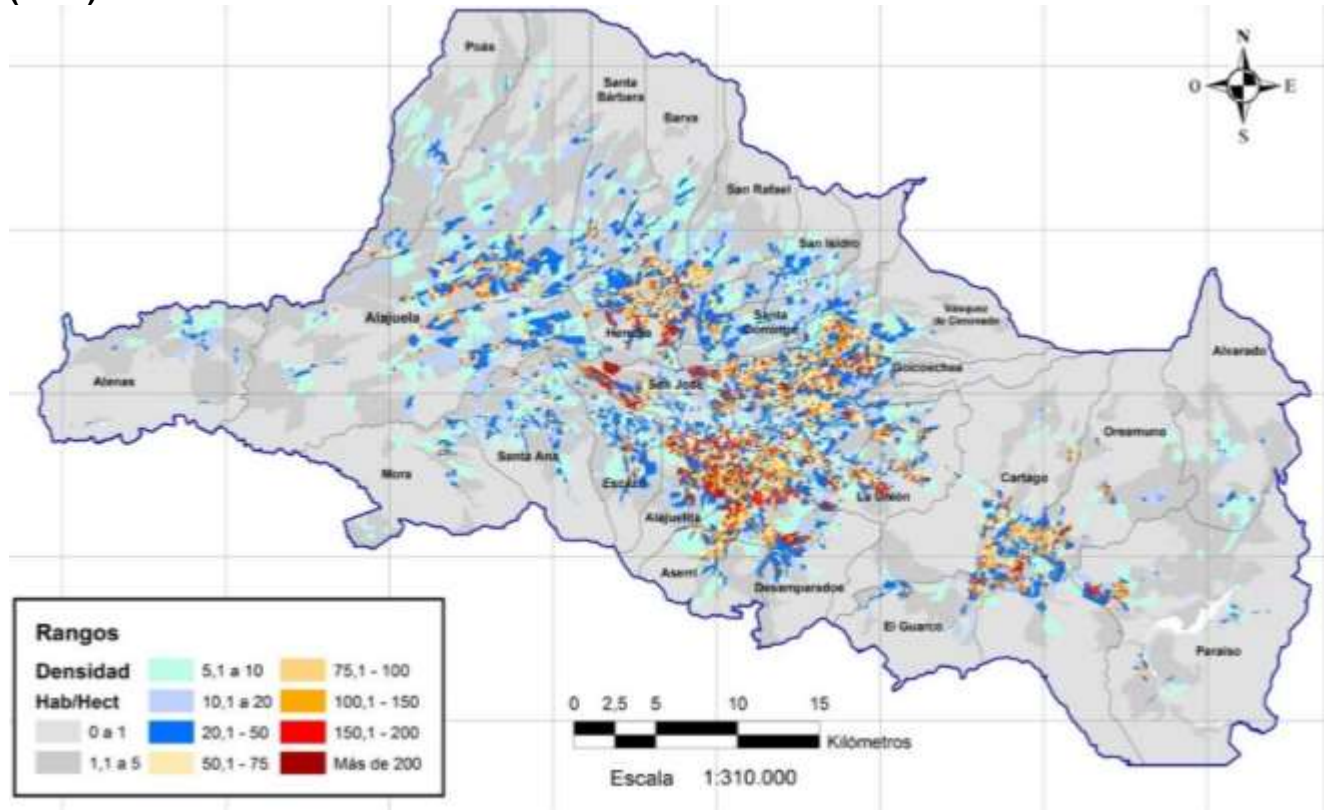 N
O E
S
Poás
Santa
Bárbara
Barva
San Rafael
San Isidro
Santa
Domingo
Vásquez
de Coronado
Alajuela
Heredia
Goicoechea
Alvarado
San José
Atenas
Oreamuno
Santa Ana
Mora
Cartago
Escazú
La Unión
Alajuelita
Aserrí
Desamparados
El Guarco
Paraíso
Rangos
Densidad
Hab/Hect
0 a 1
1,1 a 5
5,1 a 10
10,1 a 20
20,1 - 50
50,1 - 75
75,1 - 100
100,1 - 150
150,1 - 200
Más de 200
0 2,5 5 10 15
Kilómetros
Escala 1:310.000